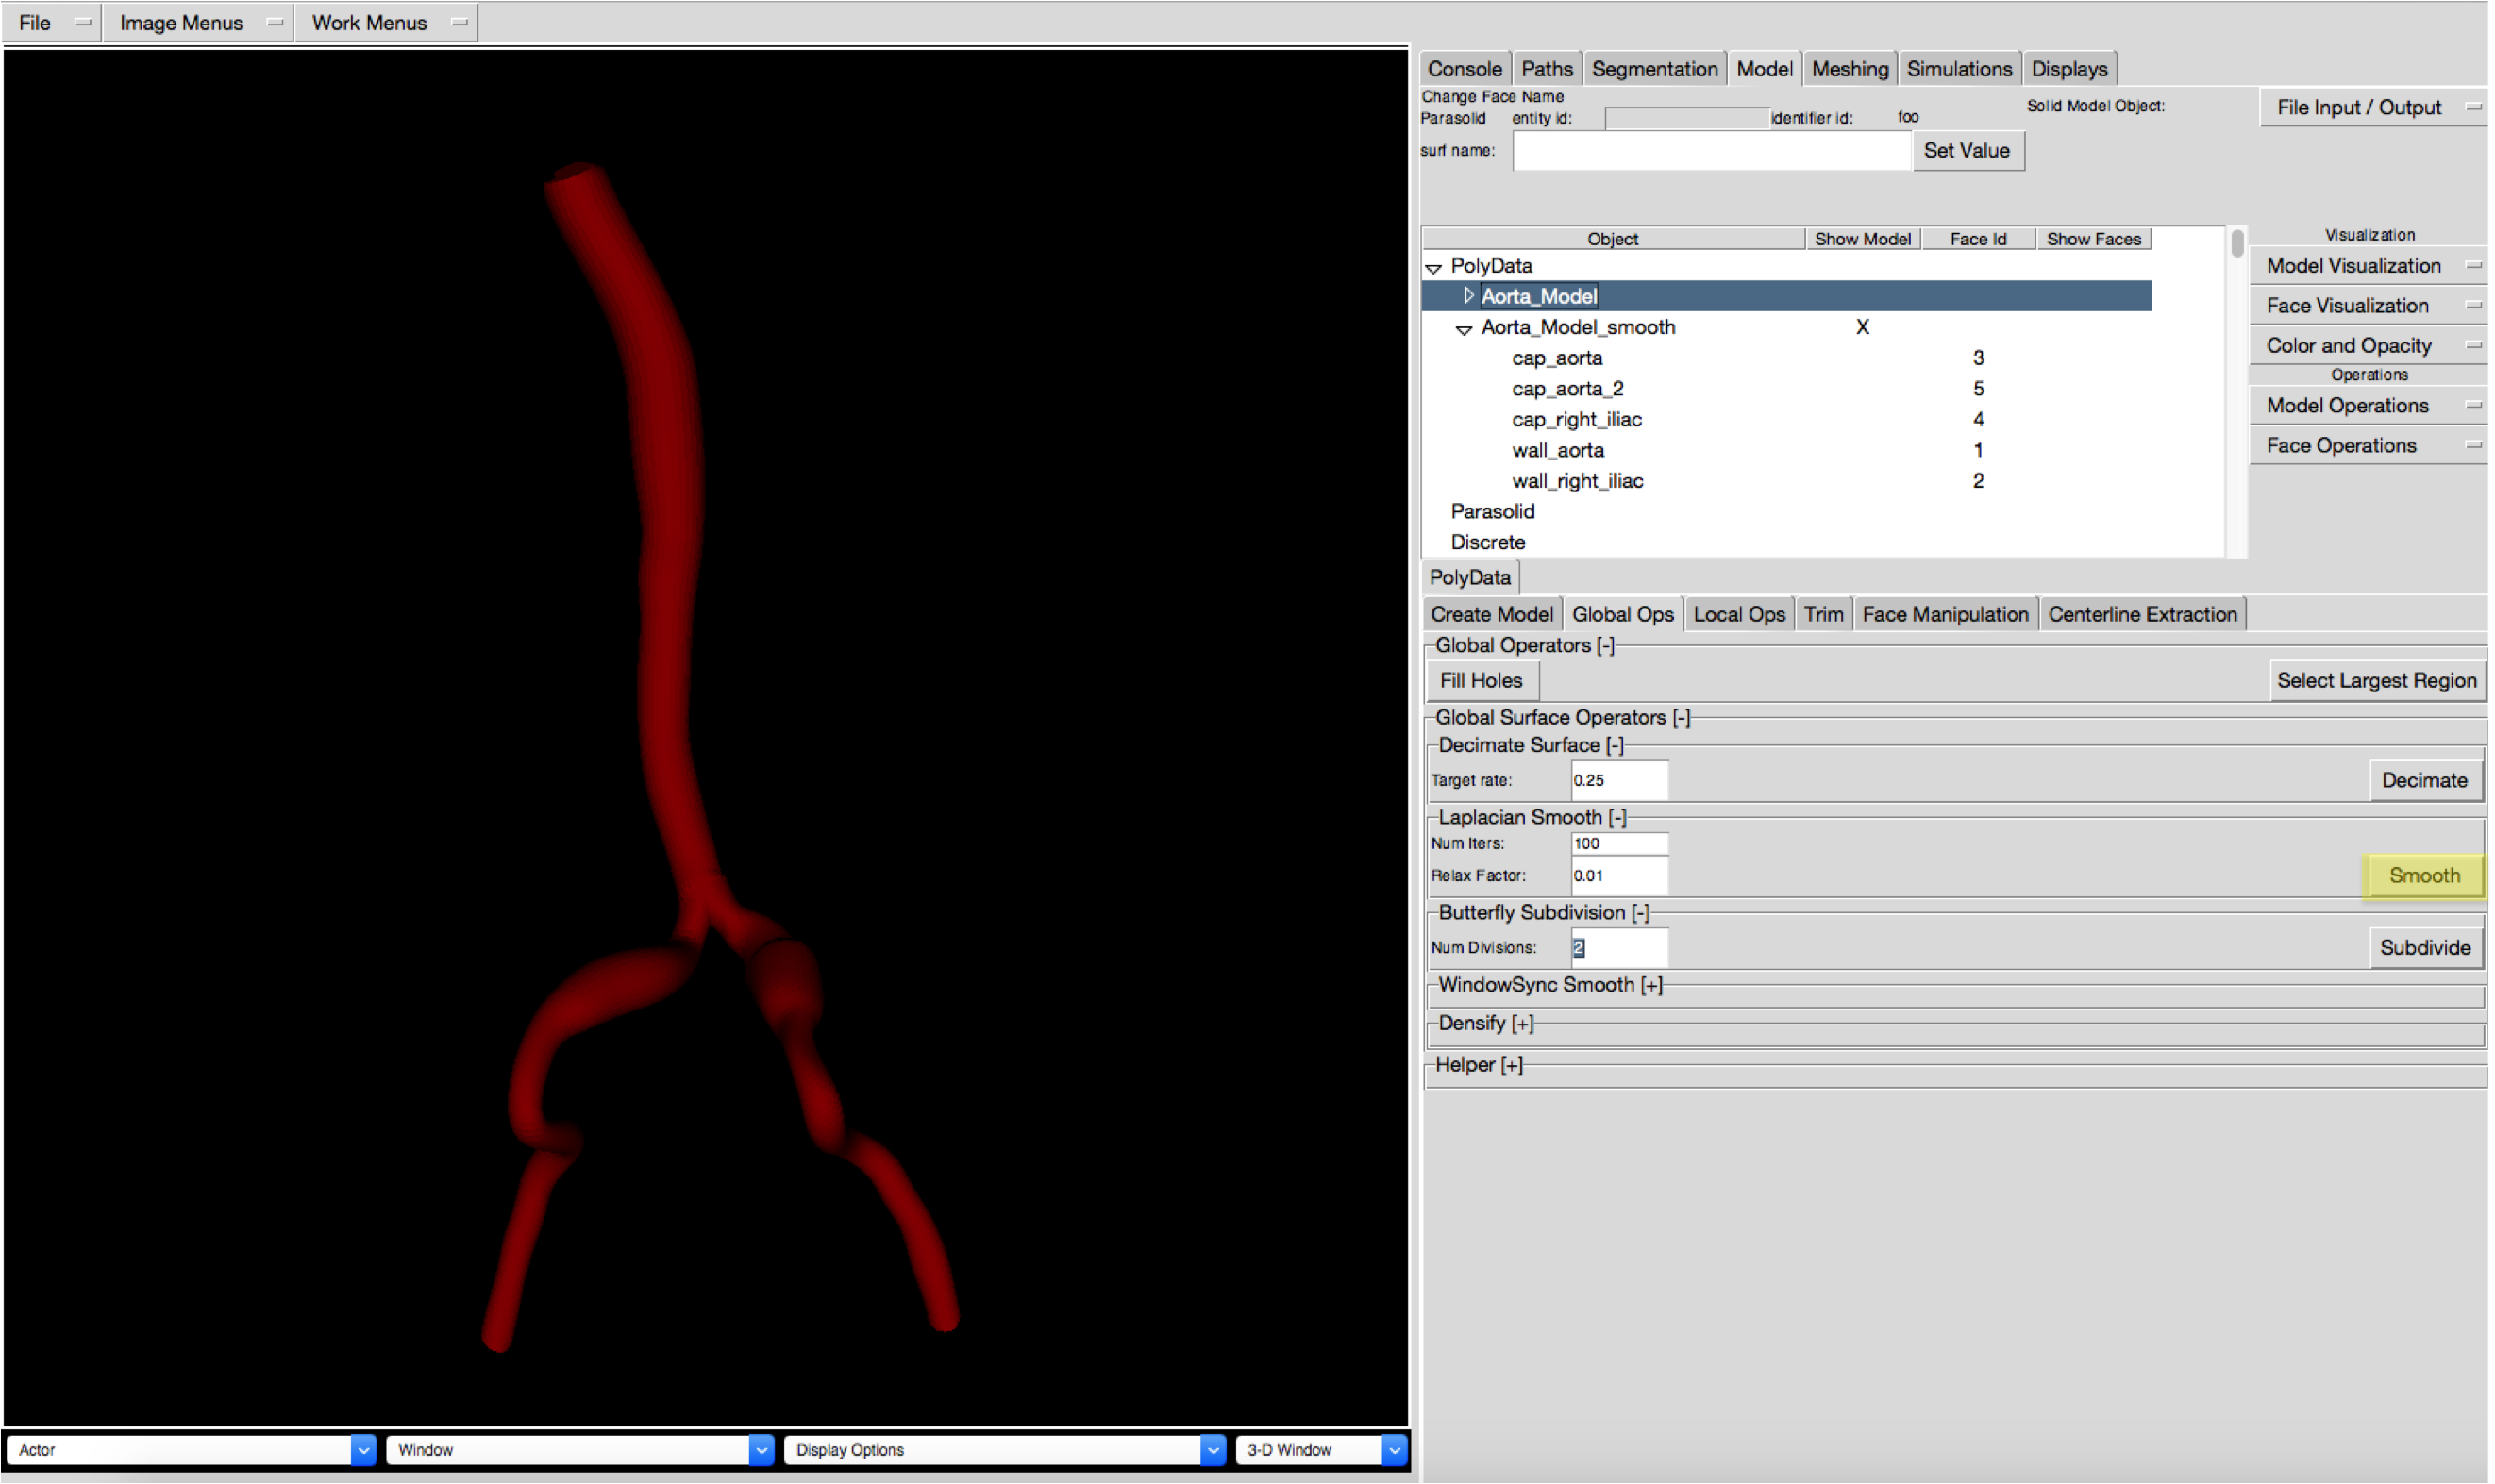 File Image Menus Work Menus
Console Paths Segmentation Model Meshing Simulations Displays
Change Face Name
Parasolid entity id: identifier id: foo Solid Model Object: File Input / Output
surf name: Set Value
Object Show Model Face Id Show Faces Visualization
PolyData Model Visualization
Aorta_Model Face Visualization
Aorta_Model_smooth X
cap_aorta 3 Color and Opacity
Operations
cap_aorta_2 5
cap_right_iliac 4 Model Operations
wall_aorta 1 Face Operations
wall_right_iliac 2
Parasolid
Discrete
PolyData
Create Model Global Ops Local Ops Trim Face Manipulation Centerline Extraction
Global Operators [-]
Fill Holes Select Largest Region
Global Surface Operators [-]
Decimate Surface [-]
Target rate: 0.25 Decimate
Laplacian Smooth [-]
Num Iters: 100
Relax Factor: 0.01 Smooth
Butterfly Subdivision [-]
Num Divisions: 2 Subdivide
WindowSync Smooth [+]
Densify [+]
Helper [+]
Actor Window Display Options 3-D Window